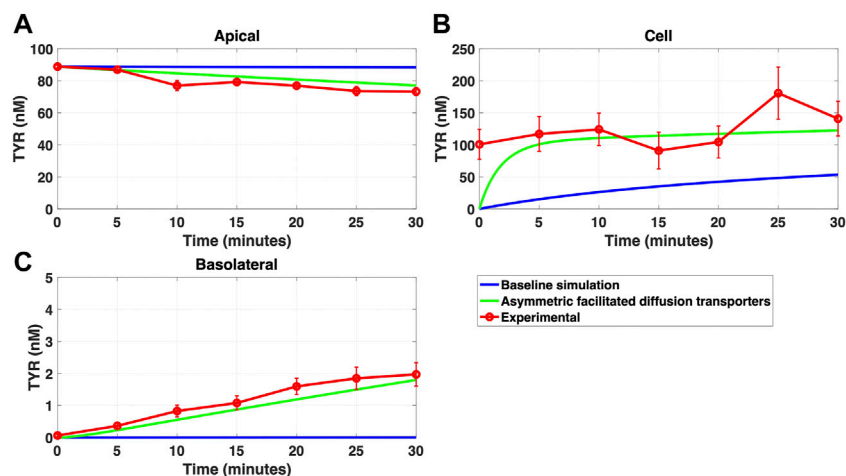 A
Apical
TYR (nM)
100
80
60
40
20
0
0 5 10 15 20 25 30
Time (minutes)
B
Cell
TYR (nM)
250
200
150
100
50
0
0 5 10 15 20 25 30
Time (minutes)
C
Basolateral
TYR (nM)
5
4
3
2
1
0
0 5 10 15 20 25 30
Time (minutes)
Baseline simulation
Asymmetric facilitated diffusion transporters
Experimental